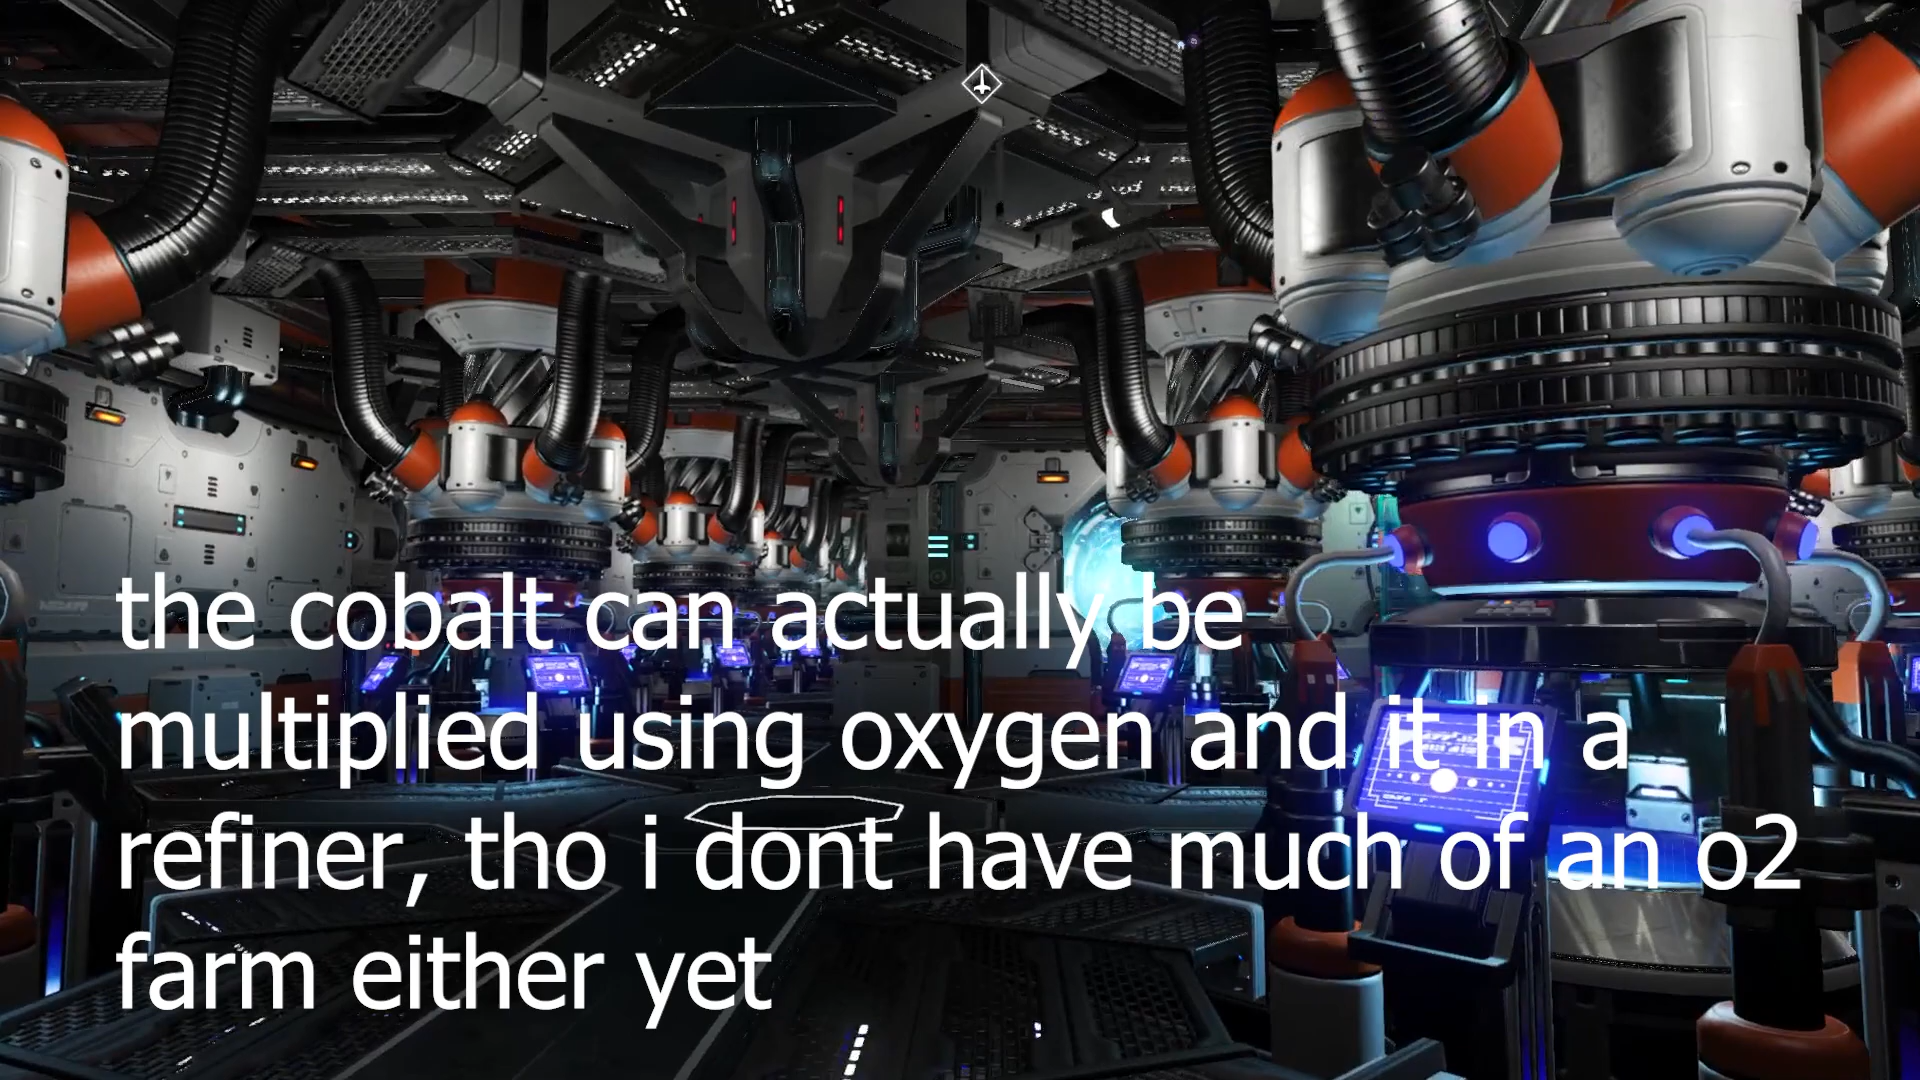 the cobalt can actually be
multiplied using oxygen and it in a
refiner, tho i dont have much of an o2
farm either yet